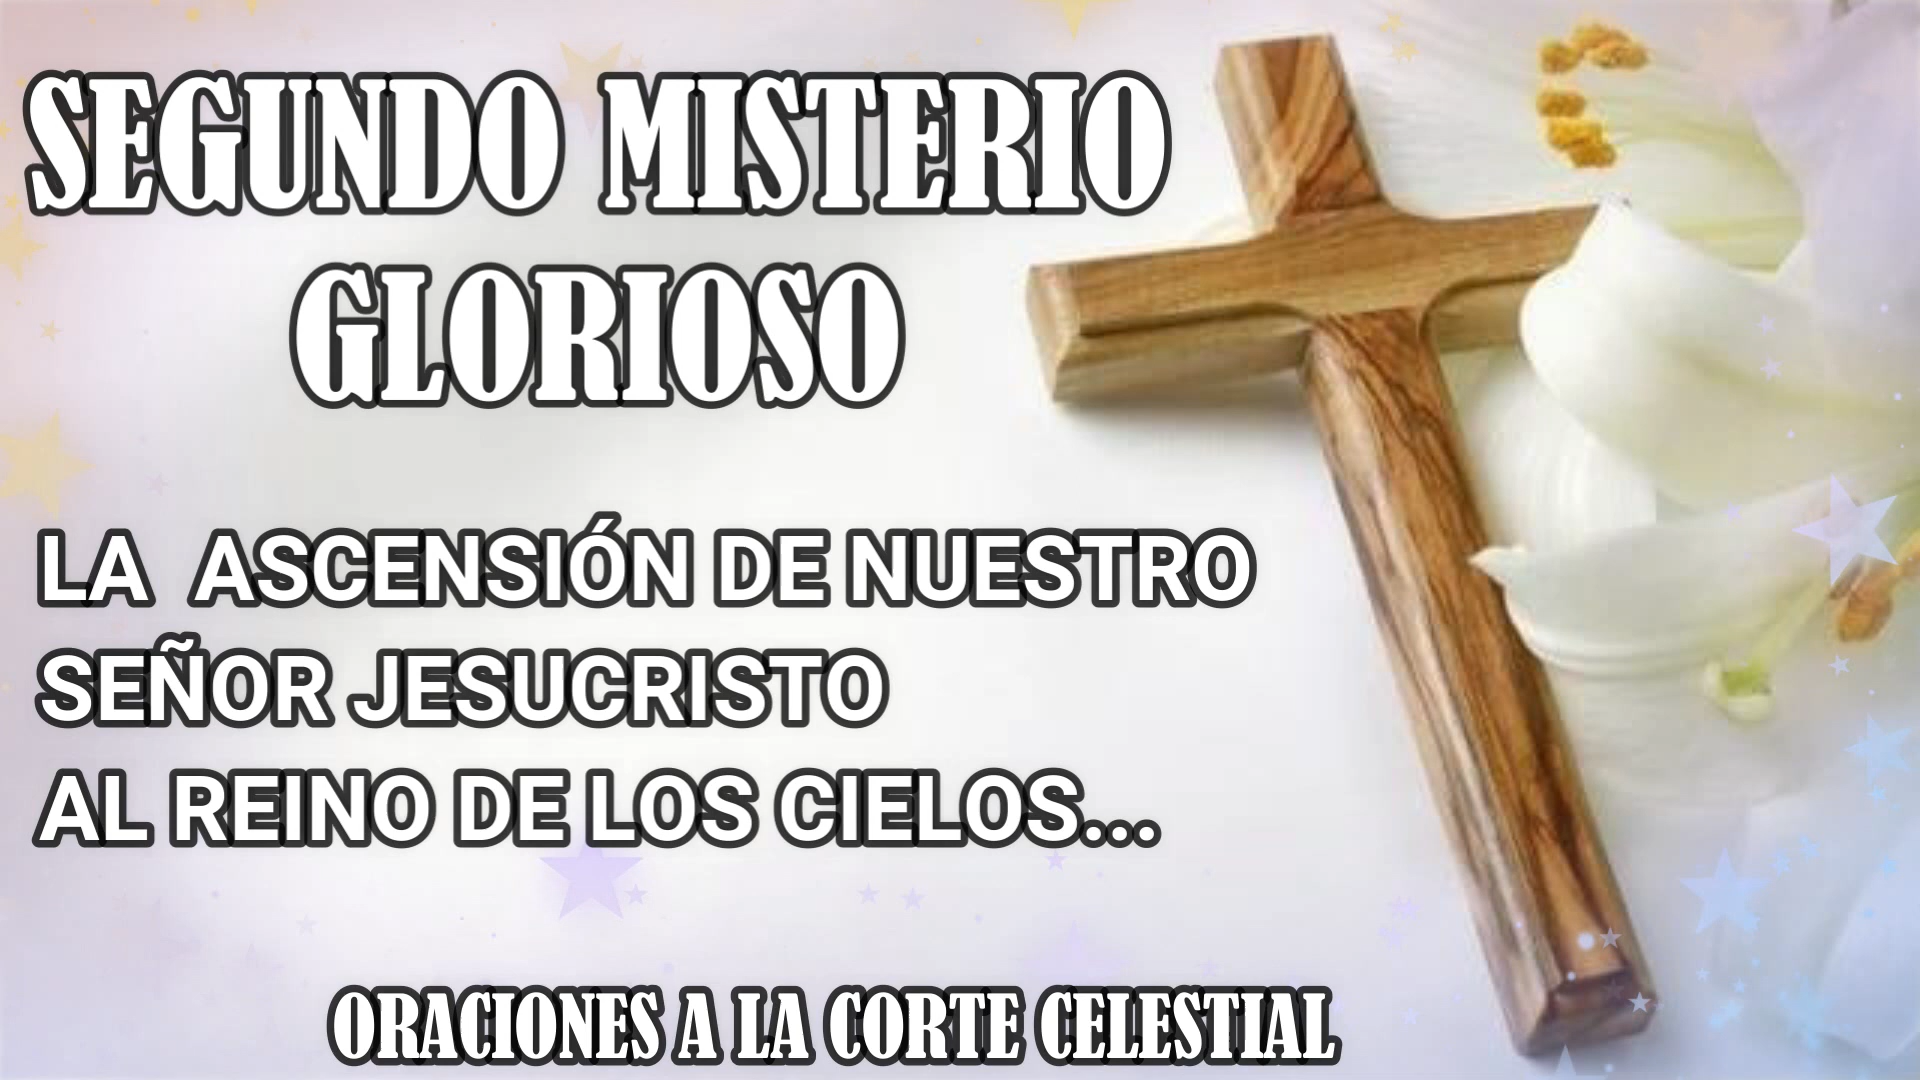 SEGUNDO MISTERIO
GLORIOSO
LA ASCENSIÓN DE NUESTRO
SEÑOR JESUCRISTO
AL REINO DE LOS CIELOS...
ORACIONES A LA CORTE CELESTIAL